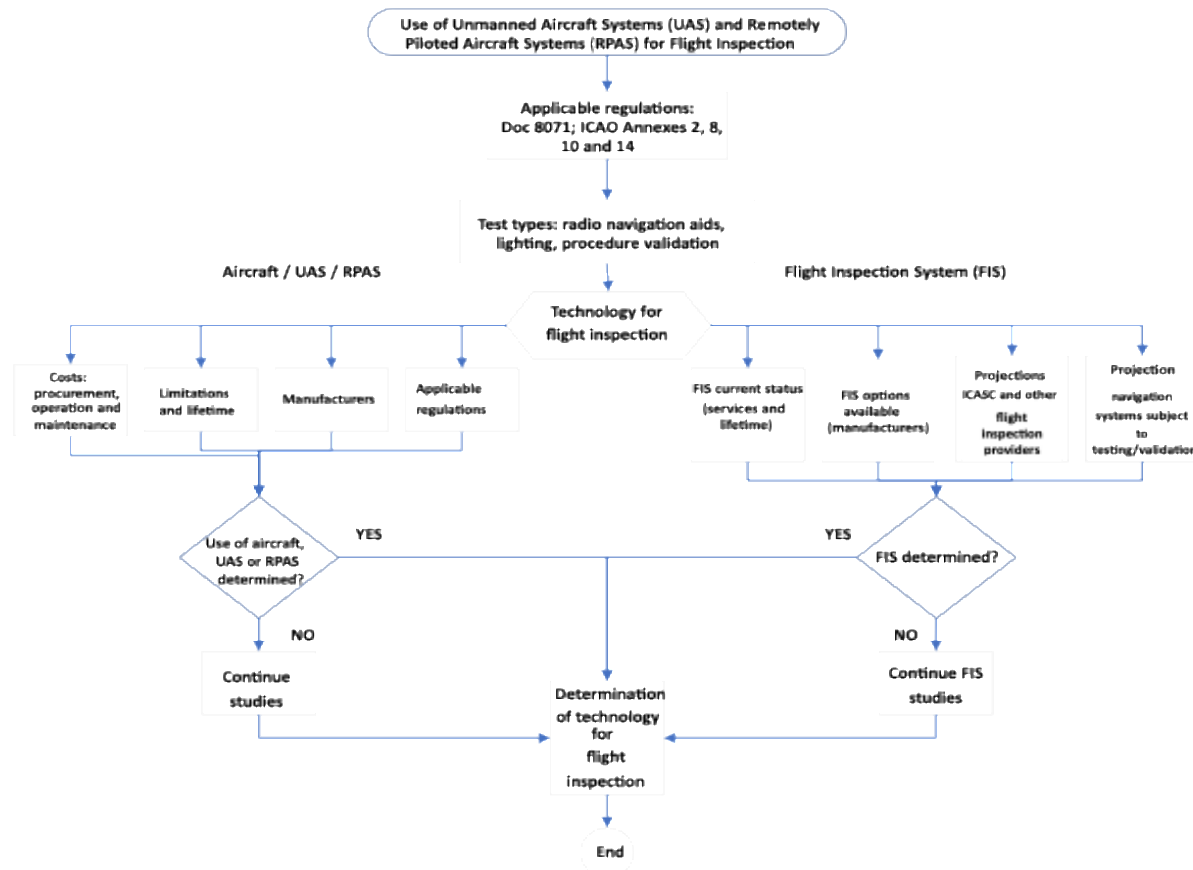 Use of Unmanned Aircraft Systems (UAS) and Remotely
Piloted Aircraft Systems (RPAS) for Flight Inspection
Applicable regulations:
Doc 8071; ICAO Annexes 2, 8,
10 and 14
Test types: radio navigation aids,
lighting, procedure validation
Aircraft / UAS / RPAS
Flight Inspection System (FIS)
Technology for
flight inspection
Costs:
procurement,
operation and
maintenance
Limitations
and lifetime
Manufacturers
Applicable
regulations
FIS current status
(services and
lifetime)
FIS options
available
(manufacturers)
Projections
ICASC and other
flight
inspection
providers
Projection
navigation
systems subject
to
testing/validation
Use of aircraft,
UAS or RPAS
determined?
YES
YES
FIS determined?
NO
NO
Continue
studies
Continue FIS
studies
Determination
of technology
for
flight
inspection
End